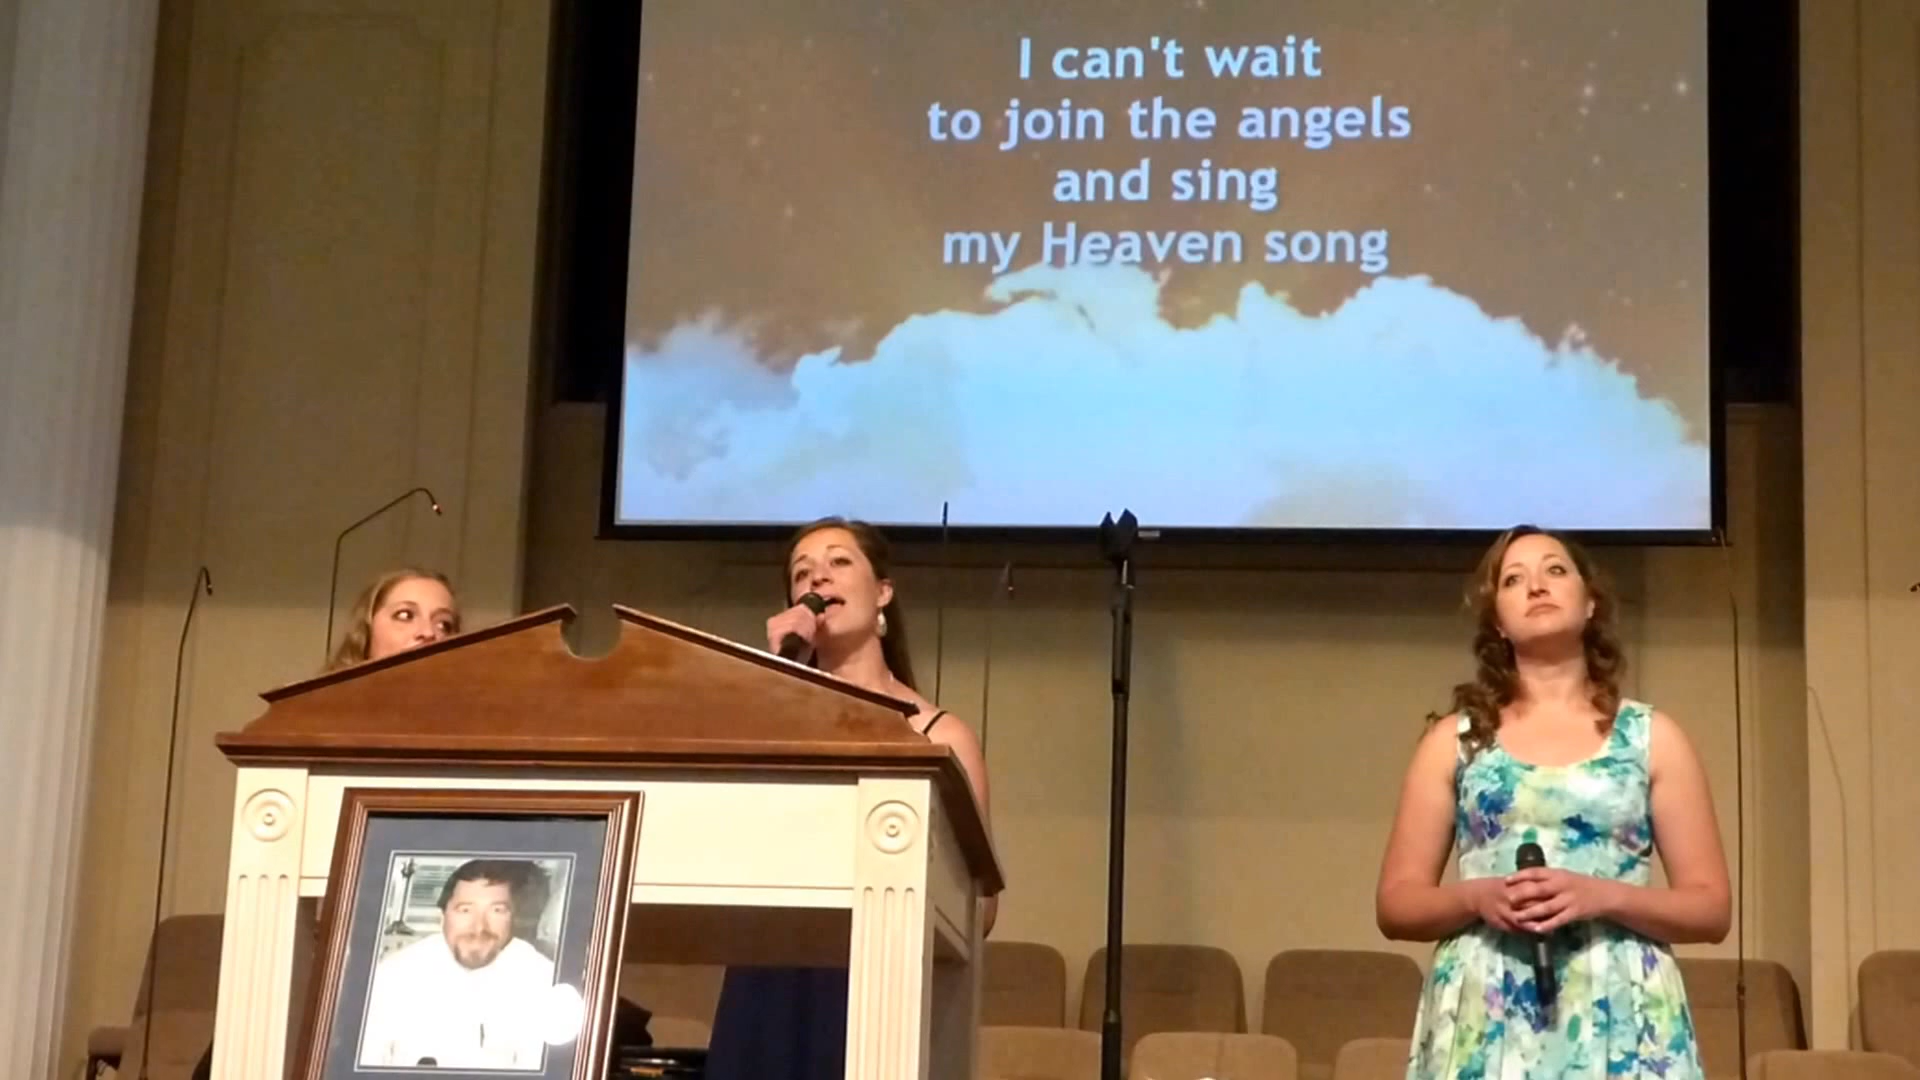 I can't wait
to join the angels
and sing
my Heaven song